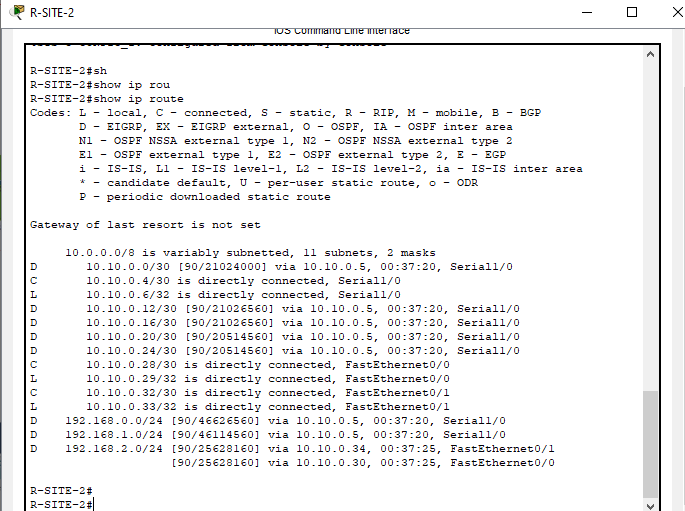 R-SITE-2
IOS Command Line Interface
R-SITE-2#sh
R-SITE-2#show ip rou
R-SITE-2#show ip route
Codes: L - local, C - connected, S - static, R - RIP, M - mobile, B - BGP
D - EIGRP, EX - EIGRP external, O - OSPF, IA - OSPF inter area
N1 - OSPF NSSA external type 1, N2 - OSPF NSSA external type 2
E1 - OSPF external type 1, E2 - OSPF external type 2, E - EGP
i - IS-IS, L1 - IS-IS level-1, L2 - IS-IS level-2, ia - IS-IS inter area
* - candidate default, U - per-user static route, o - ODR
P - periodic downloaded static route
Gateway of last resort is not set
10.0.0.0/8 is variably subnetted, 11 subnets, 2 masks
D 10.10.0.0/30 [90/21024000] via 10.10.0.5, 00:37:20, Serial1/0
C 10.10.0.4/30 is directly connected, Serial1/0
L 10.10.0.6/32 is directly connected, Serial1/0
D 10.10.0.12/30 [90/21026560] via 10.10.0.5, 00:37:20, Serial1/0
D 10.10.0.16/30 [90/21026560] via 10.10.0.5, 00:37:20, Serial1/0
D 10.10.0.20/30 [90/20514560] via 10.10.0.5, 00:37:20, Serial1/0
D 10.10.0.24/30 [90/20514560] via 10.10.0.5, 00:37:20, Serial1/0
C 10.10.0.28/30 is directly connected, FastEthernet0/0
L 10.10.0.29/32 is directly connected, FastEthernet0/0
C 10.10.0.32/30 is directly connected, FastEthernet0/1
L 10.10.0.33/32 is directly connected, FastEthernet0/1
D 192.168.0.0/24 [90/46626560] via 10.10.0.5, 00:37:20, Serial1/0
D 192.168.1.0/24 [90/46114560] via 10.10.0.5, 00:37:20, Serial1/0
D 192.168.2.0/24 [90/25628160] via 10.10.0.34, 00:37:25, FastEthernet0/1
[90/25628160] via 10.10.0.30, 00:37:25, FastEthernet0/0
R-SITE-2#
R-SITE-2#